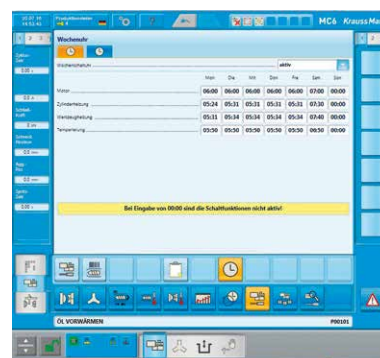 MC6 Krauss Ma
Wochenuhr
Wochenschaltuhr aktiv
Mon Die Mit Don Fre Sam Son
Motor 06:00 06:00 06:00 06:00 06:00 07:00 00:00
Zylinderheizung 05:24 05:31 05:31 05:31 05:31 07:30 00:00
Werkzeugheizung 05:31 05:34 05:34 05:34 05:34 07:40 00:00
Temperierung 05:50 05:50 05:50 05:50 05:50 06:50 00:00
Bei Eingabe von 00:00 sind die Schaltfunktionen nicht aktiv!
ÖL VORWÄRMEN P00101